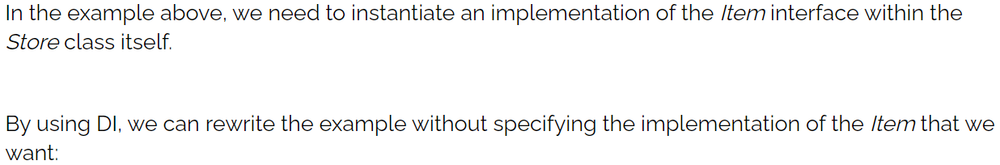 In the example above, we need to instantiate an implementation of the Item interface within the
Store class itself.
By using DI, we can rewrite the example without specifying the implementation of the Item that we
want: